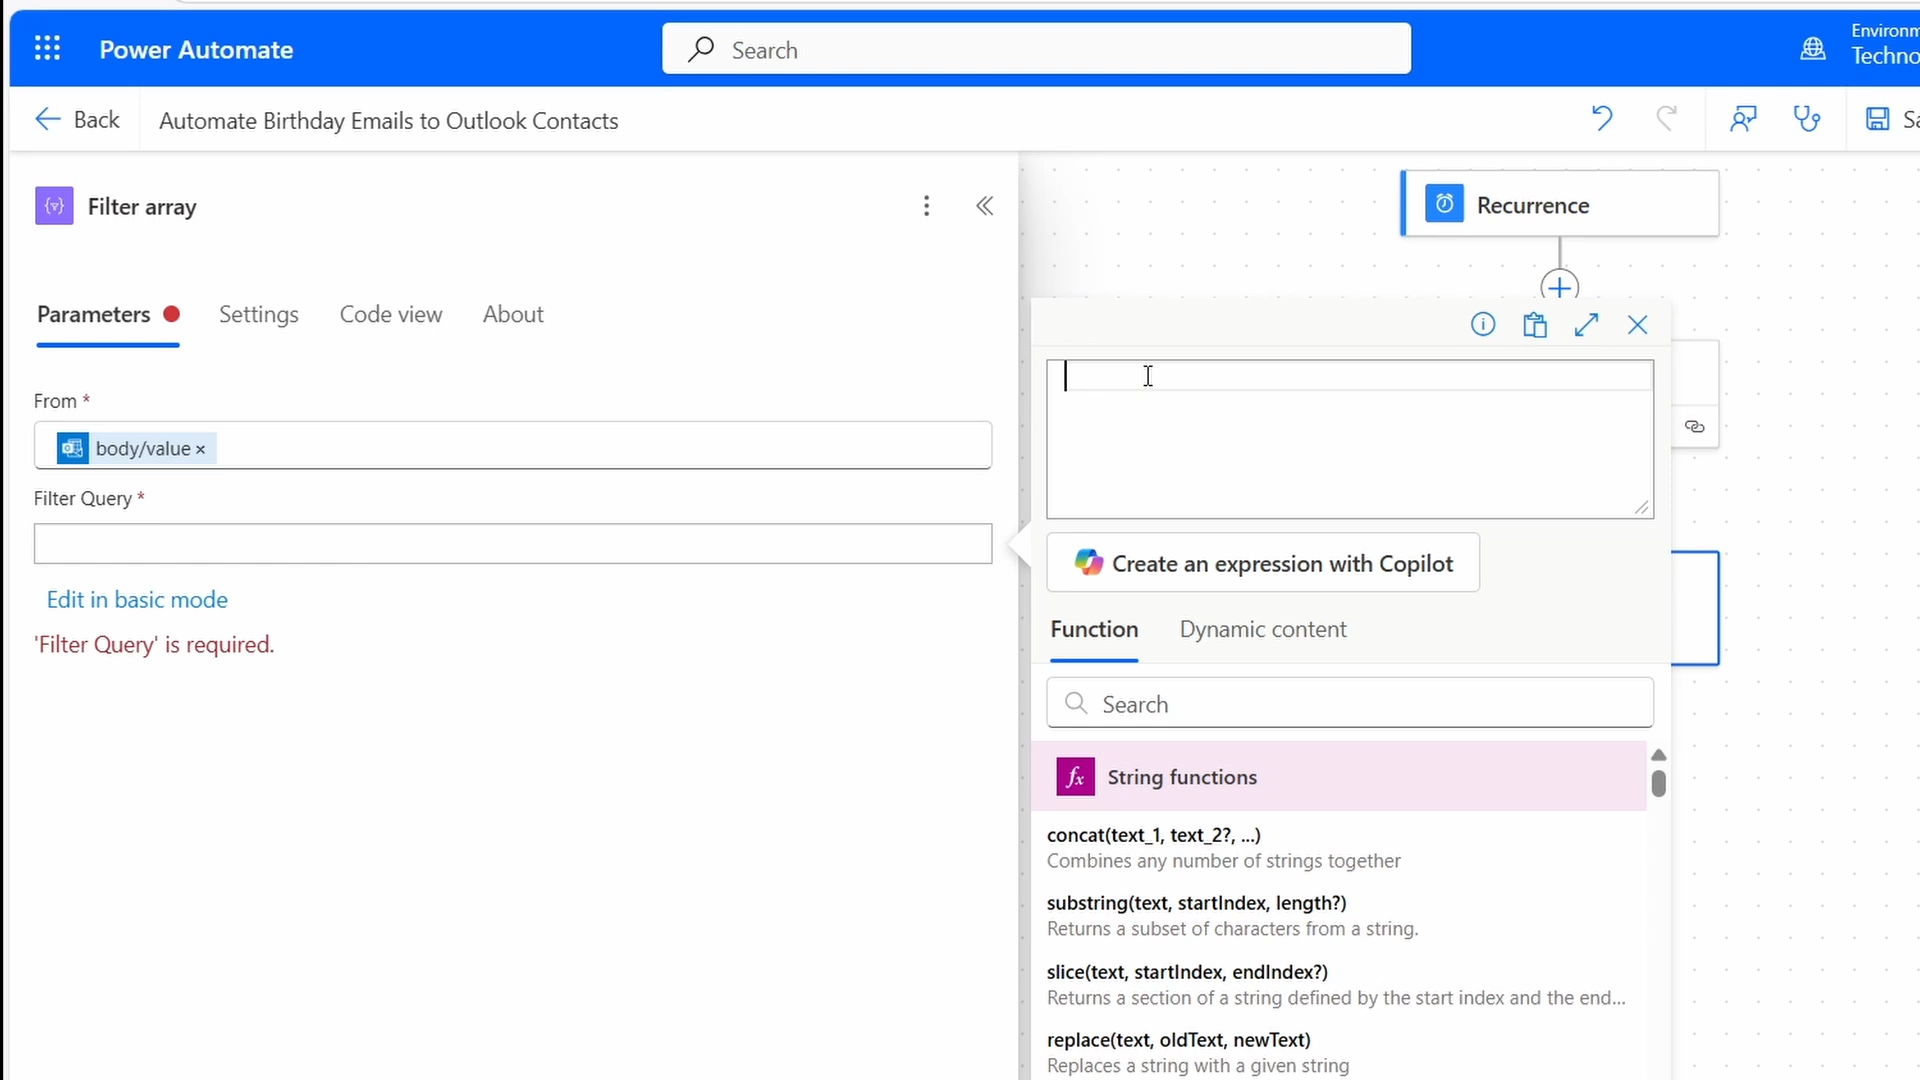 Power Automate
Search
Environm
Techno
Back
Automate Birthday Emails to Outlook Contacts
Sa
Filter array
Recurrence
Parameters
Settings
Code view
About
From *
body/value ×
Filter Query *
Edit in basic mode
'Filter Query' is required.
Create an expression with Copilot
Function
Dynamic content
Search
fx
String functions
concat(text_1, text_2?, ...)
Combines any number of strings together
substring(text, startIndex, length?)
Returns a subset of characters from a string.
slice(text, startIndex, endIndex?)
Returns a section of a string defined by the start index and the end...
replace(text, oldText, newText)
Replaces a string with a given string